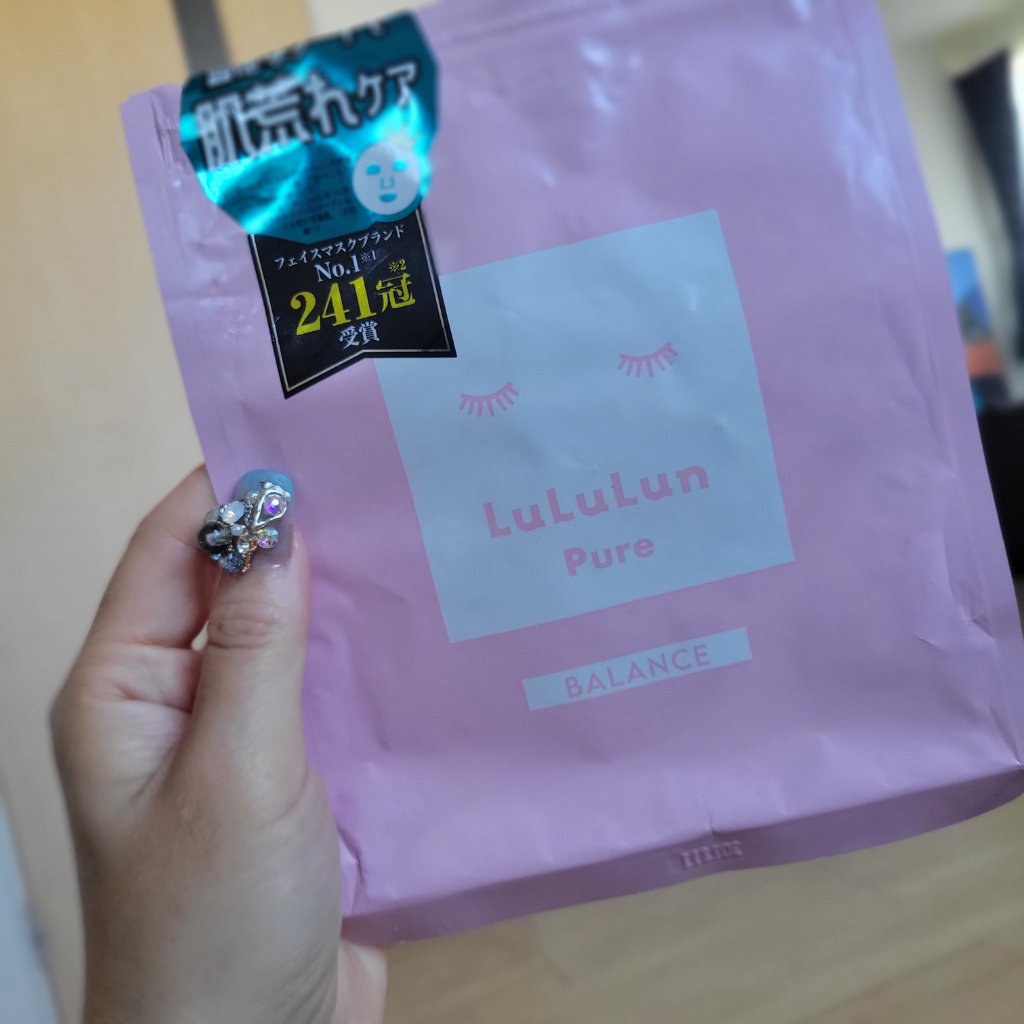 肌荒れケア
フェイスマスクブランド
No.1※1
241冠※2
受賞
LuLuLun
Pure
BALANCE